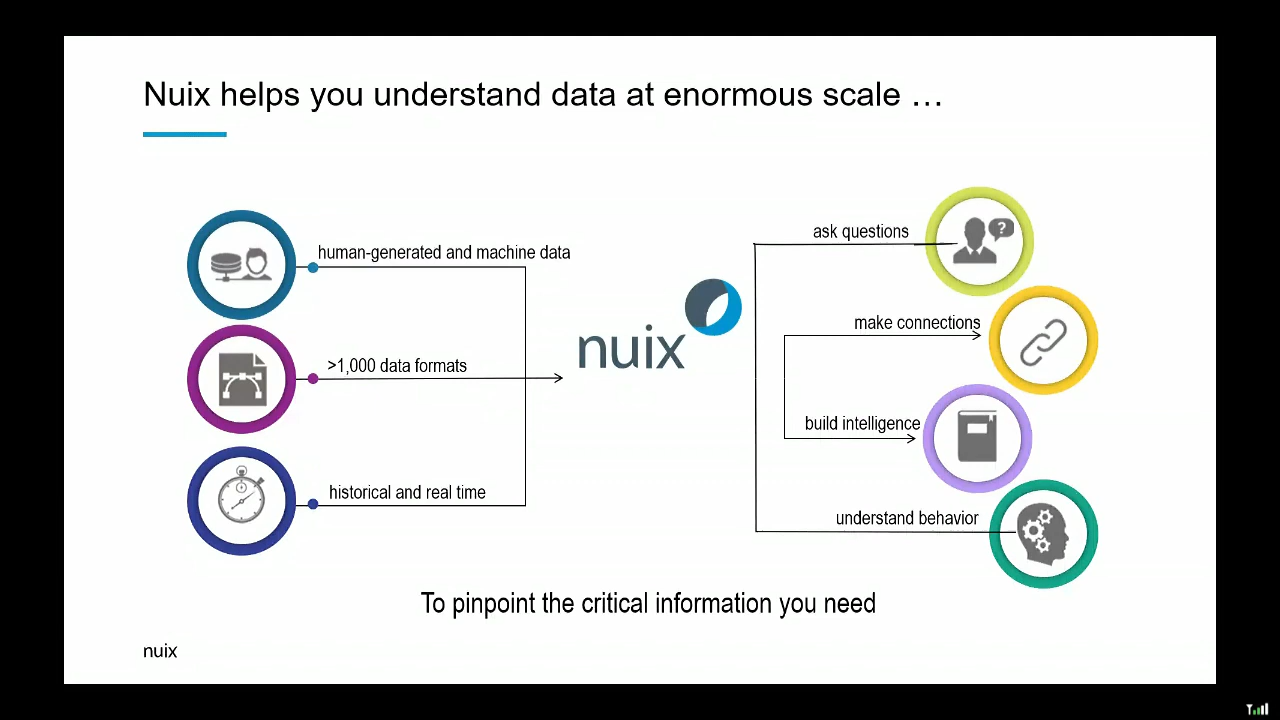 Nuix helps you understand data at enormous scale …
human-generated and machine data
>1,000 data formats
historical and real time
nuix
ask questions
?
make connections
build intelligence
understand behavior
To pinpoint the critical information you need
nuix